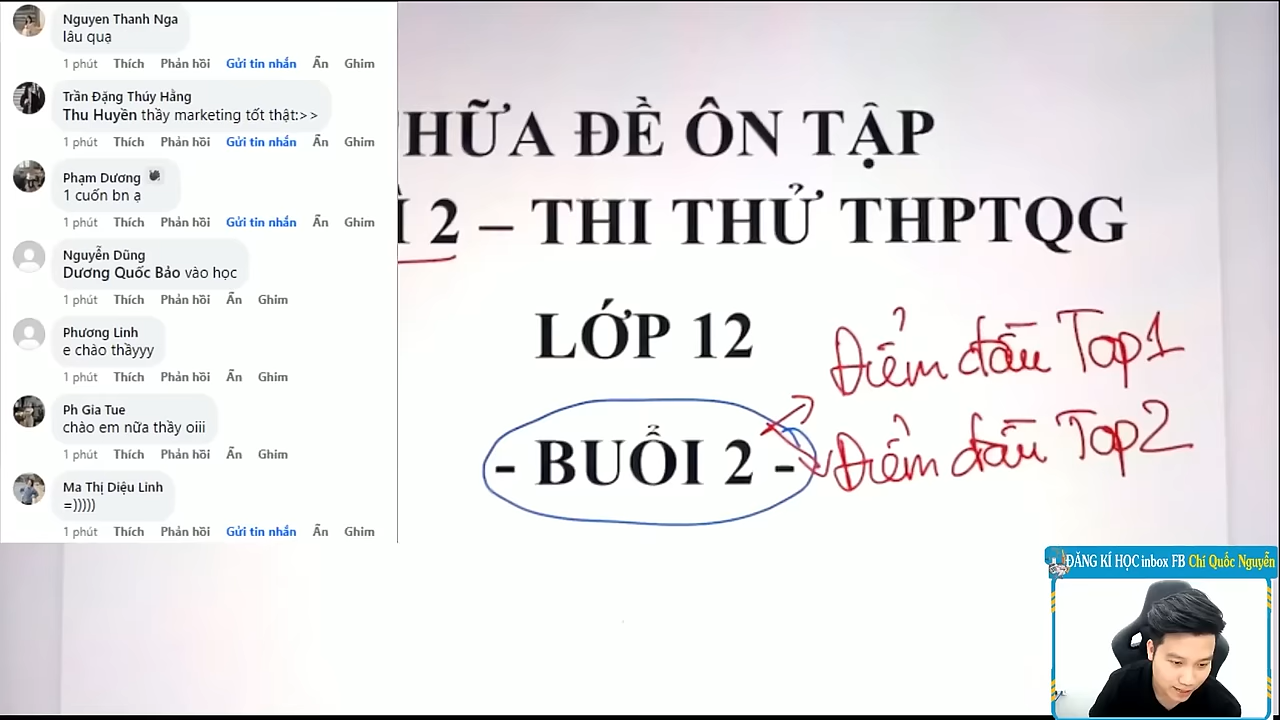 Nguyen Thanh Nga
lâu quạ
1 phút Thích Phản hồi Gửi tin nhắn Ẩn Ghim
Trần Đặng Thúy Hằng
Thu Huyền thầy marketing tốt thật:>>
1 phút Thích Phản hồi Gửi tin nhắn Ẩn Ghim
Phạm Dương
1 cuốn bn ạ
1 phút Thích Phản hồi Gửi tin nhắn Ẩn Ghim
Nguyễn Dũng
Dương Quốc Bảo vào học
1 phút Thích Phản hồi Ẩn Ghim
Phương Linh
e chào thầyyy
1 phút Thích Phản hồi Ẩn Ghim
Ph Gia Tue
chào em nữa thầy oiii
1 phút Thích Phản hồi Ẩn Ghim
Ma Thị Diệu Linh
=)))))
1 phút Thích Phản hồi Gửi tin nhắn Ẩn Ghim
HỮA ĐỀ ÔN TẬP
2 – THI THỬ THPTQG
LỚP 12
- BUỔI 2 -
Điểm đầu Top1
Điểm đầu Top2
ĐĂNG KÍ HỌC inbox FB Chí Quốc Nguyễn